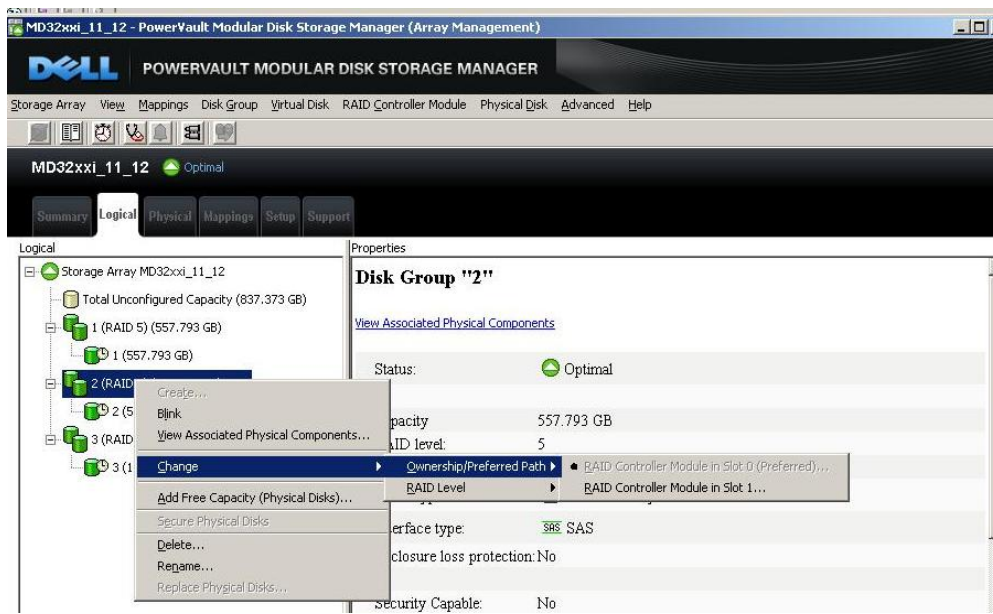 MD32xxi_11_12 - PowerVault Modular Disk Storage Manager (Array Management)
DELL POWERVAULT MODULAR DISK STORAGE MANAGER
Storage Array View Mappings Disk Group Virtual Disk RAID Controller Module Physical Disk Advanced Help
MD32xxi_11_12 Optimal
Summary Logical Physical Mappings Setup Support
Logical
Storage Array MD32xxi_11_12
Total Unconfigured Capacity (837.373 GB)
1 (RAID 5) (557.793 GB)
1 (557.793 GB)
2 (RAID
2 (5
3 (RAID
3 (1
Create...
Blink
View Associated Physical Components...
Change
Add Free Capacity (Physical Disks)...
Secure Physical Disks
Delete...
Rename...
Replace Physical Disks...
Ownership/Preferred Path
RAID Level
RAID Controller Module in Slot 0 (Preferred)...
RAID Controller Module in Slot 1...
Properties
Disk Group "2"
View Associated Physical Components
Status: Optimal
pacity 557.793 GB
AID level: 5
erface type: SAS SAS
closure loss protection: No
Security Capable: No